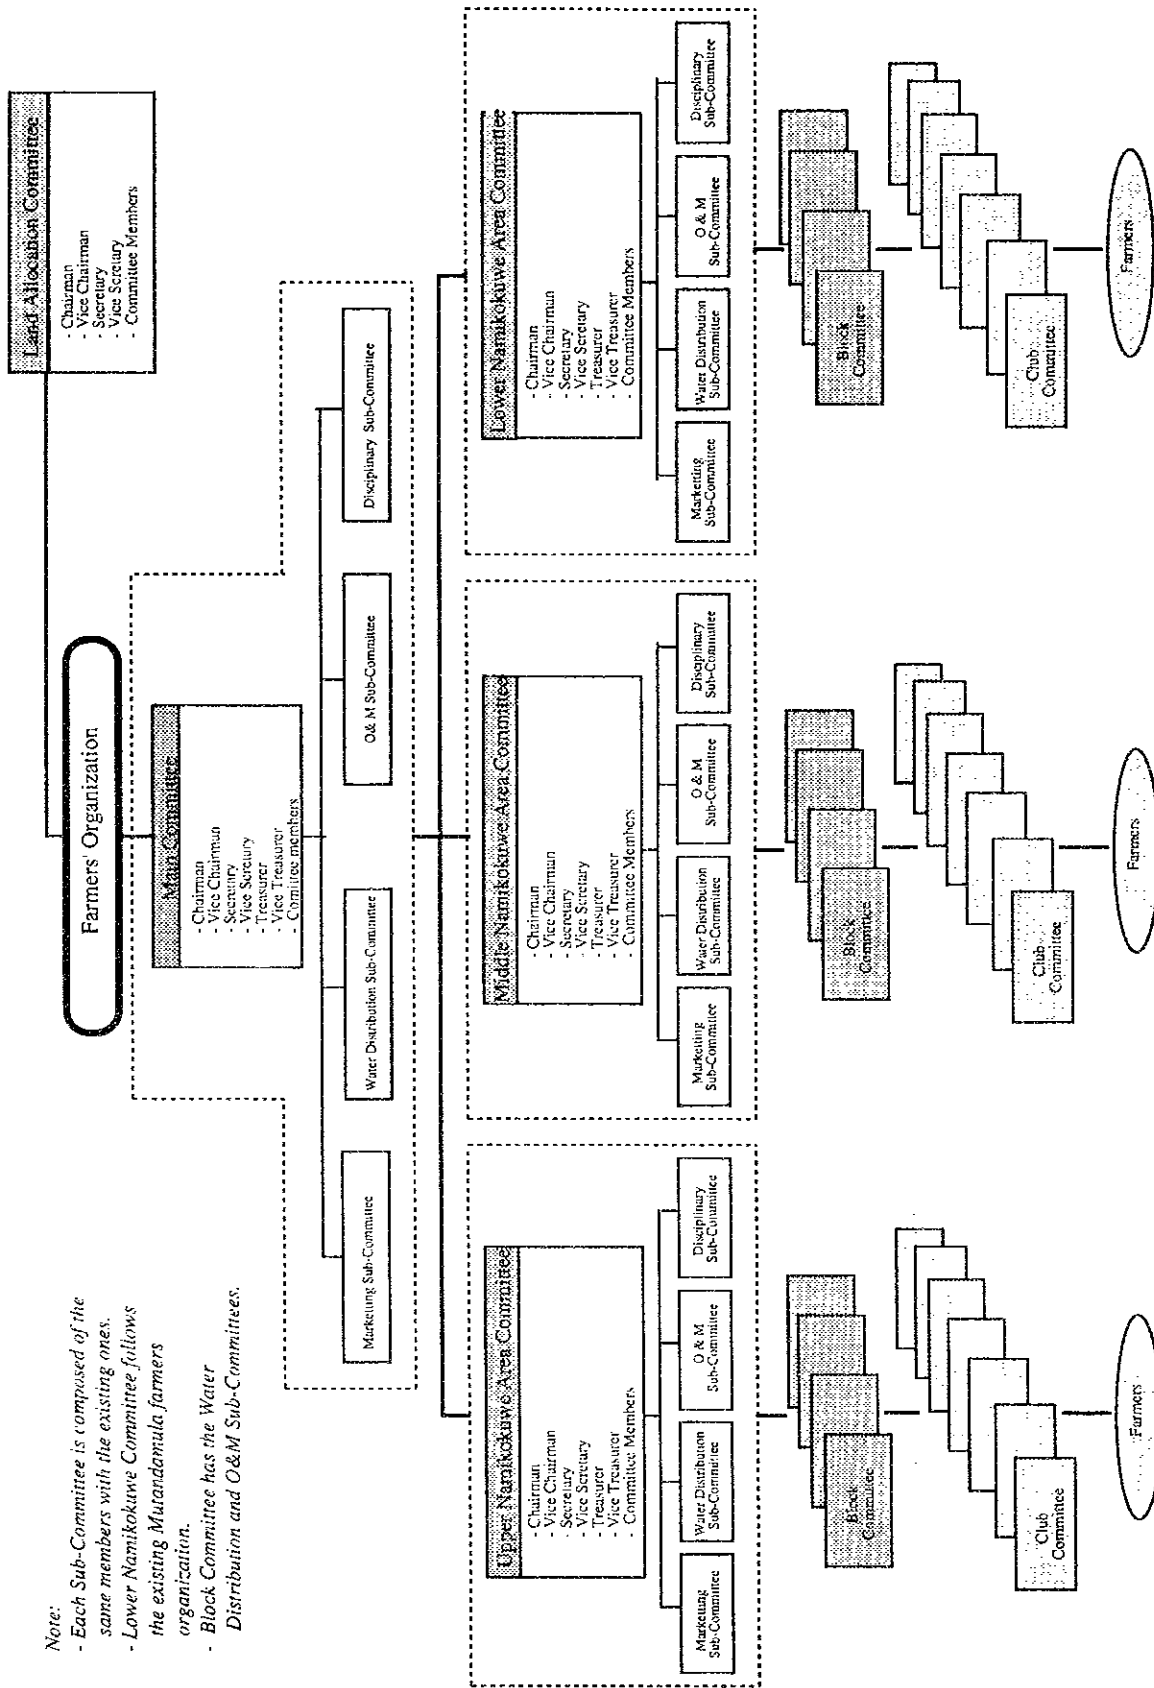 Farmers' Organization
Land Allocation Committee
- Chairman
- Vice Chairman
- Secretary
- Vice Secretary
- Committee Members
Main Committee
- Chairman
- Vice Chairman
- Secretary
- Vice Secretary
- Treasurer
- Vice Treasurer
- Comittee members
Marketting Sub-Committee
Water Distribution Sub-Committee
O& M Sub-Committee
Disciplinary Sub-Committee
Note:
- Each Sub-Committee is composed of the
same members with the existing ones.
- Lower Namikokuwe Committee follows
the existing Mutandamula farmers
organization.
- Block Committee has the Water
Distribution and O&M Sub-Committees.
Upper Namikokuwe Area Committee
- Chairman
- Vice Chairman
- Secretary
- Vice Secretary
- Treasurer
- Vice Treasurer
- Committee Members
Marketting
Sub-Committee
Water Distribution
Sub-Committee
O & M
Sub-Committee
Disciplinary
Sub-Committee
Block
Committee
Club
Committee
Farmers
Middle Namikokuwe Area Committee
- Chairman
- Vice Chairman
- Secretary
- Vice Secretary
- Treasurer
- Vice Treasurer
- Committee Members
Marketting
Sub-Committee
Water Distribution
Sub-Committee
O & M
Sub-Committee
Disciplinary
Sub-Committee
Block
Committee
Club
Committee
Farmers
Lower Namikokuwe Area Committee
- Chairman
- Vice Chairman
- Secretary
- Vice Secretary
- Treasurer
- Vice Treasurer
- Committee Members
Marketting
Sub-Committee
Water Distribution
Sub-Committee
O & M
Sub-Committee
Disciplinary
Sub-Committee
Block
Committee
Club
Committee
Farmers